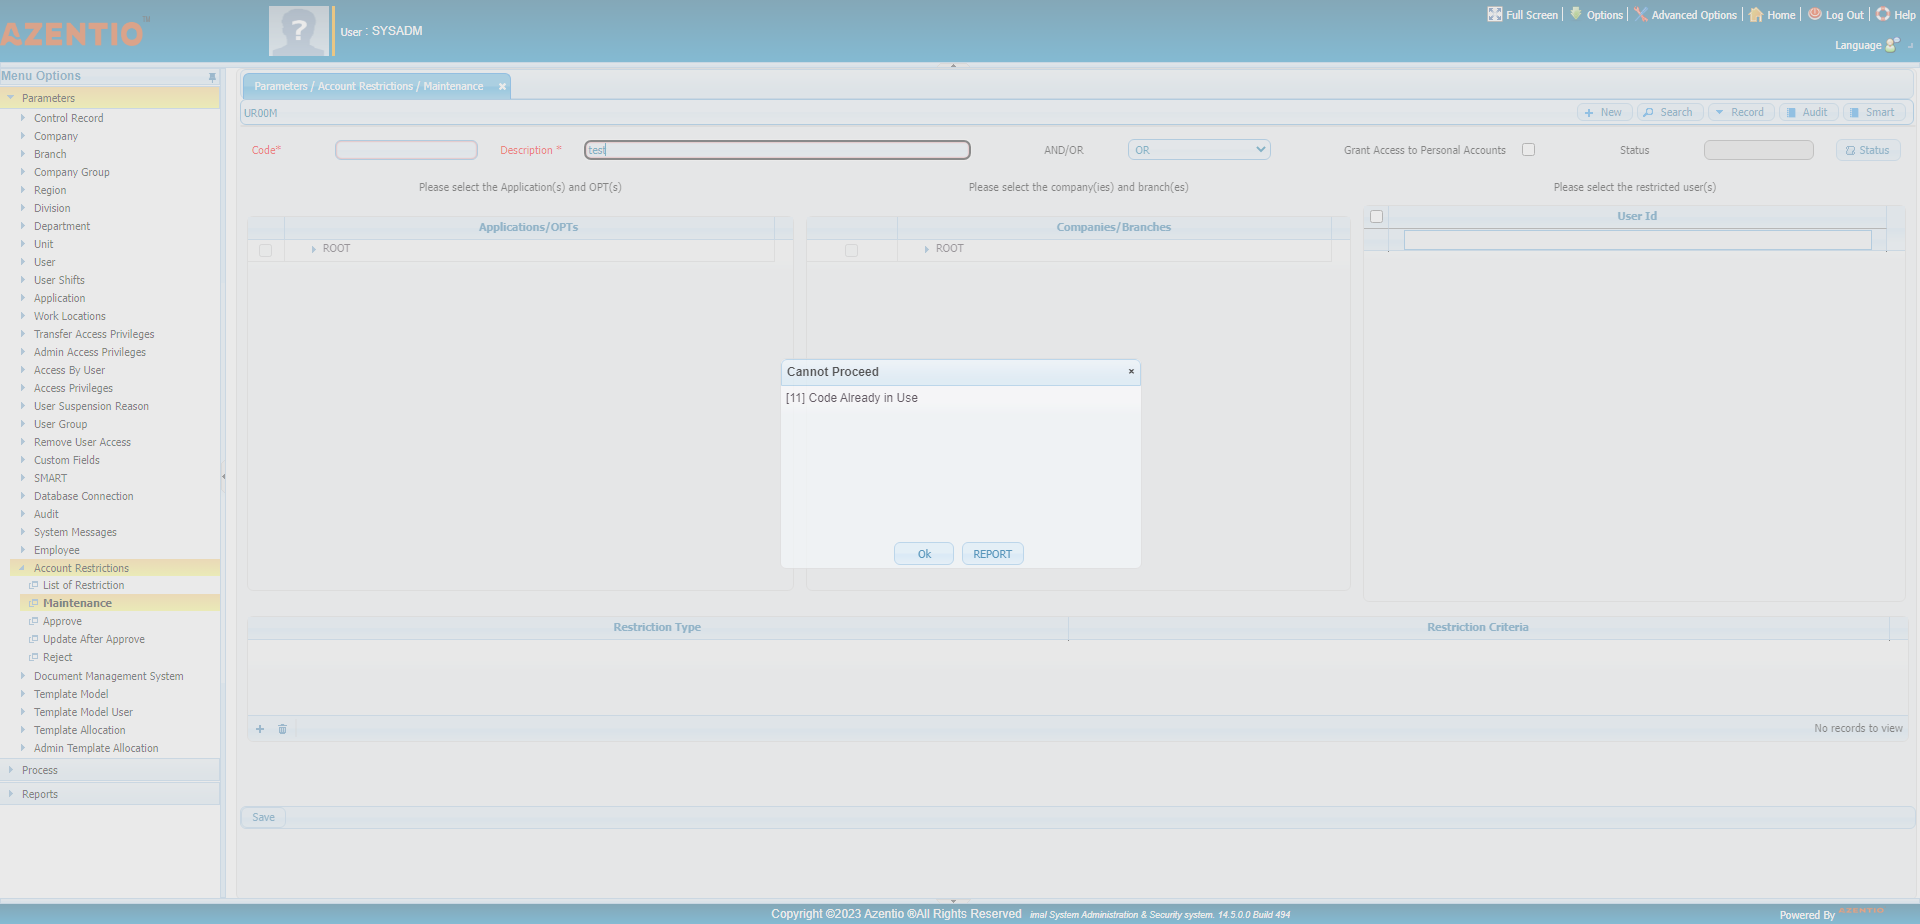 AZENTIO™
User : SYSADM
Full Screen | Options | Advanced Options | Home | Log Out | Help
Language
Menu Options
Parameters
Control Record
Company
Branch
Company Group
Region
Division
Department
Unit
User
User Shifts
Application
Work Locations
Transfer Access Privileges
Admin Access Privileges
Access By User
Access Privileges
User Suspension Reason
User Group
Remove User Access
Custom Fields
SMART
Database Connection
Audit
System Messages
Employee
Account Restrictions
List of Restriction
Maintenance
Approve
Update After Approve
Reject
Document Management System
Template Model
Template Model User
Template Allocation
Admin Template Allocation
Process
Reports
Parameters / Account Restrictions / Maintenance
UR00M
New Search Record Audit Smart
Code* Description * test AND/OR OR Grant Access to Personal Accounts Status Status
Please select the Application(s) and OPT(s)
Please select the company(ies) and branch(es)
Please select the restricted user(s)
Applications/OPTs
ROOT
Companies/Branches
ROOT
User Id
Cannot Proceed
[11] Code Already in Use
Ok REPORT
Restriction Type Restriction Criteria
No records to view
Save
Copyright ©2023 Azentio ®All Rights Reserved imal System Administration & Security system. 14.5.0.0 Build 494
Powered By AZENTIO